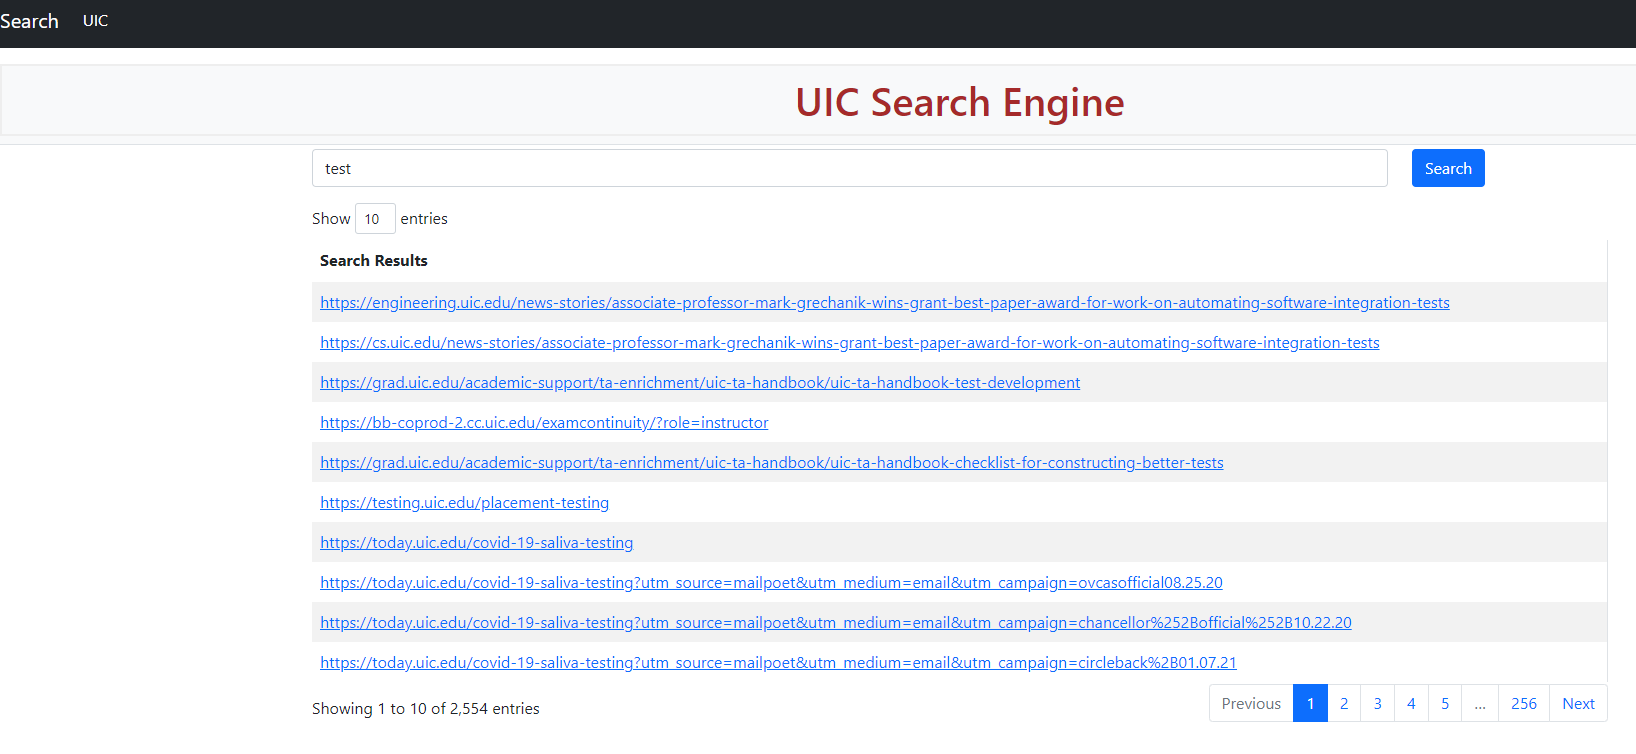 Search UIC
UIC Search Engine
test Search
Show 10 entries
Search Results
https://engineering.uic.edu/news-stories/associate-professor-mark-grechanik-wins-grant-best-paper-award-for-work-on-automating-software-integration-tests
https://cs.uic.edu/news-stories/associate-professor-mark-grechanik-wins-grant-best-paper-award-for-work-on-automating-software-integration-tests
https://grad.uic.edu/academic-support/ta-enrichment/uic-ta-handbook/uic-ta-handbook-test-development
https://bb-coprod-2.cc.uic.edu/examcontinuity/?role=instructor
https://grad.uic.edu/academic-support/ta-enrichment/uic-ta-handbook/uic-ta-handbook-checklist-for-constructing-better-tests
https://testing.uic.edu/placement-testing
https://today.uic.edu/covid-19-saliva-testing
https://today.uic.edu/covid-19-saliva-testing?utm_source=mailpoet&utm_medium=email&utm_campaign=ovcasofficial08.25.20
https://today.uic.edu/covid-19-saliva-testing?utm_source=mailpoet&utm_medium=email&utm_campaign=chancellor%252Bofficial%252B10.22.20
https://today.uic.edu/covid-19-saliva-testing?utm_source=mailpoet&utm_medium=email&utm_campaign=circleback%2B01.07.21
Showing 1 to 10 of 2,554 entries Previous 1 2 3 4 5 ... 256 Next